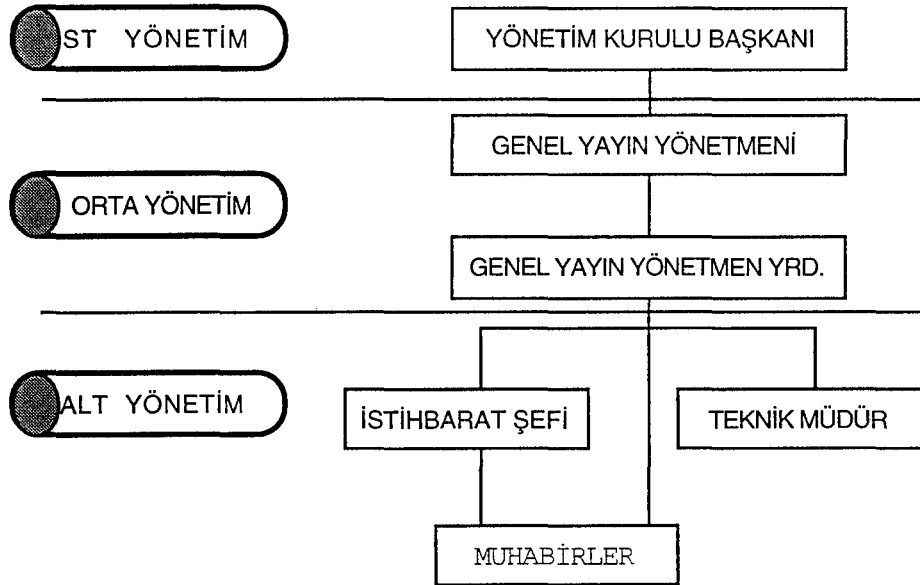 ST YÖNETİM
YÖNETİM KURULU BAŞKANI
GENEL YAYIN YÖNETMENİ
ORTA YÖNETİM
GENEL YAYIN YÖNETMEN YRD.
ALT YÖNETİM
İSTİHBARAT ŞEFİ
TEKNİK MÜDÜR
MUHABİRLER